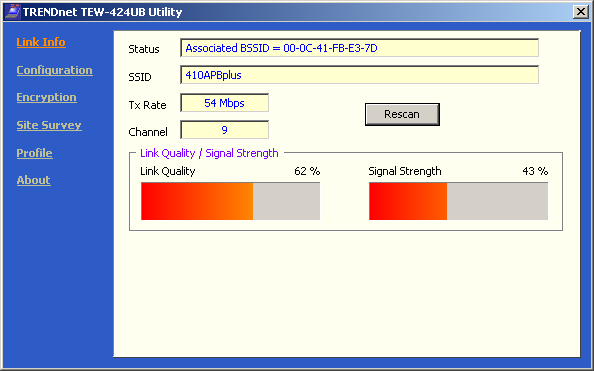 TRENDnet TEW-424UB Utility
Link Info
Configuration
Encryption
Site Survey
Profile
About
Status Associated BSSID = 00-0C-41-FB-E3-7D
SSID 410APBplus
Tx Rate 54 Mbps
Rescan
Channel 9
Link Quality / Signal Strength
Link Quality 62 % Signal Strength 43 %